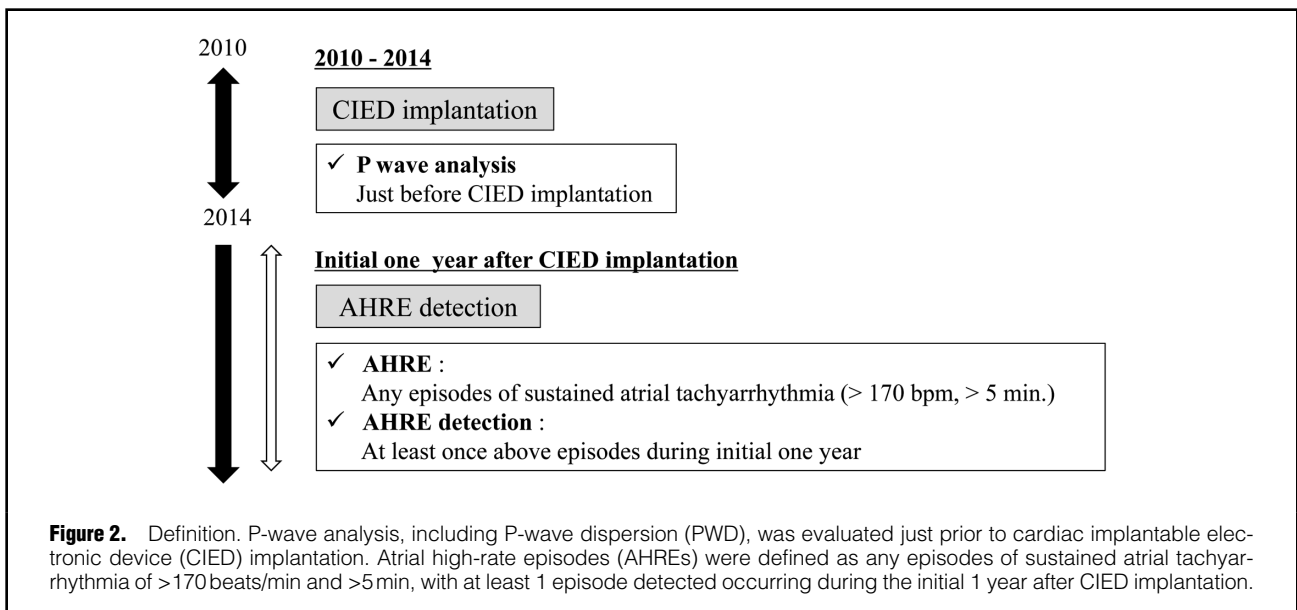 2010
2010 - 2014
CIED implantation
✓ P wave analysis
Just before CIED implantation
2014
Initial one year after CIED implantation
AHRE detection
✓ AHRE :
Any episodes of sustained atrial tachyarrhythmia (> 170 bpm, > 5 min.)
✓ AHRE detection :
At least once above episodes during initial one year
Figure 2. Definition. P-wave analysis, including P-wave dispersion (PWD), was evaluated just prior to cardiac implantable elec-
tronic device (CIED) implantation. Atrial high-rate episodes (AHREs) were defined as any episodes of sustained atrial tachyar-
rhythmia of >170 beats/min and >5 min, with at least 1 episode detected occurring during the initial 1 year after CIED implantation.